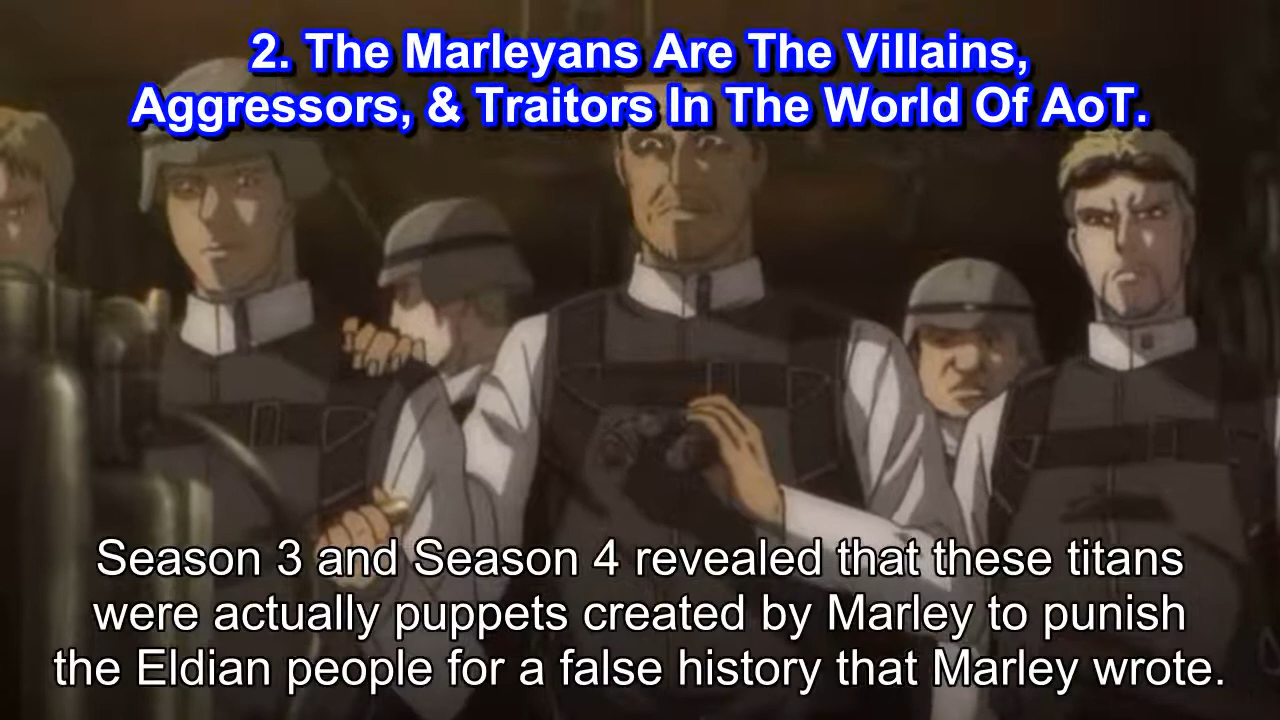 2. The Marleyans Are The Villains,
Aggressors, & Traitors In The World Of AoT.
Season 3 and Season 4 revealed that these titans
were actually puppets created by Marley to punish
the Eldian people for a false history that Marley wrote.